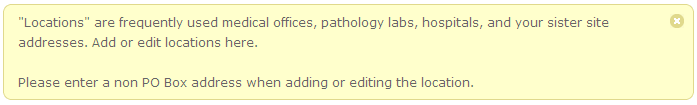 "Locations" are frequently used medical offices, pathology labs, hospitals, and your sister site
addresses. Add or edit locations here.
Please enter a non PO Box address when adding or editing the location.